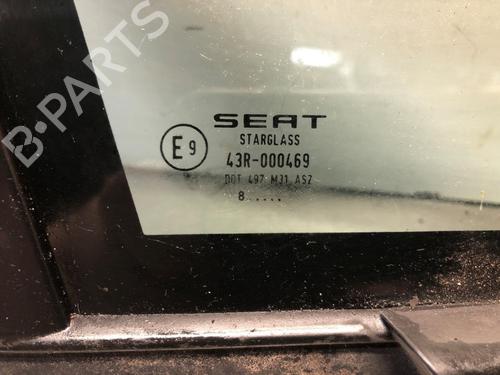 B-PARTS
SEAT
STARGLASS
E9
43R-000469
DOT 497 M31 AS2
8 .....